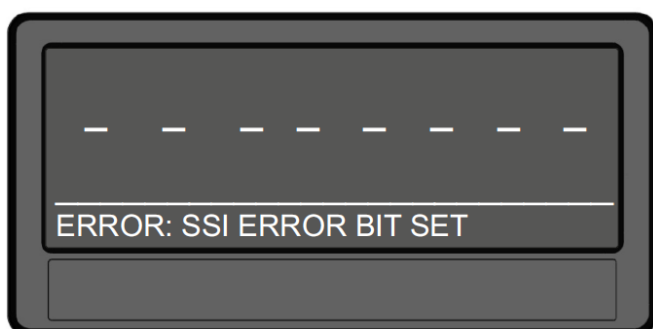 – – – – – – – –
ERROR: SSI ERROR BIT SET